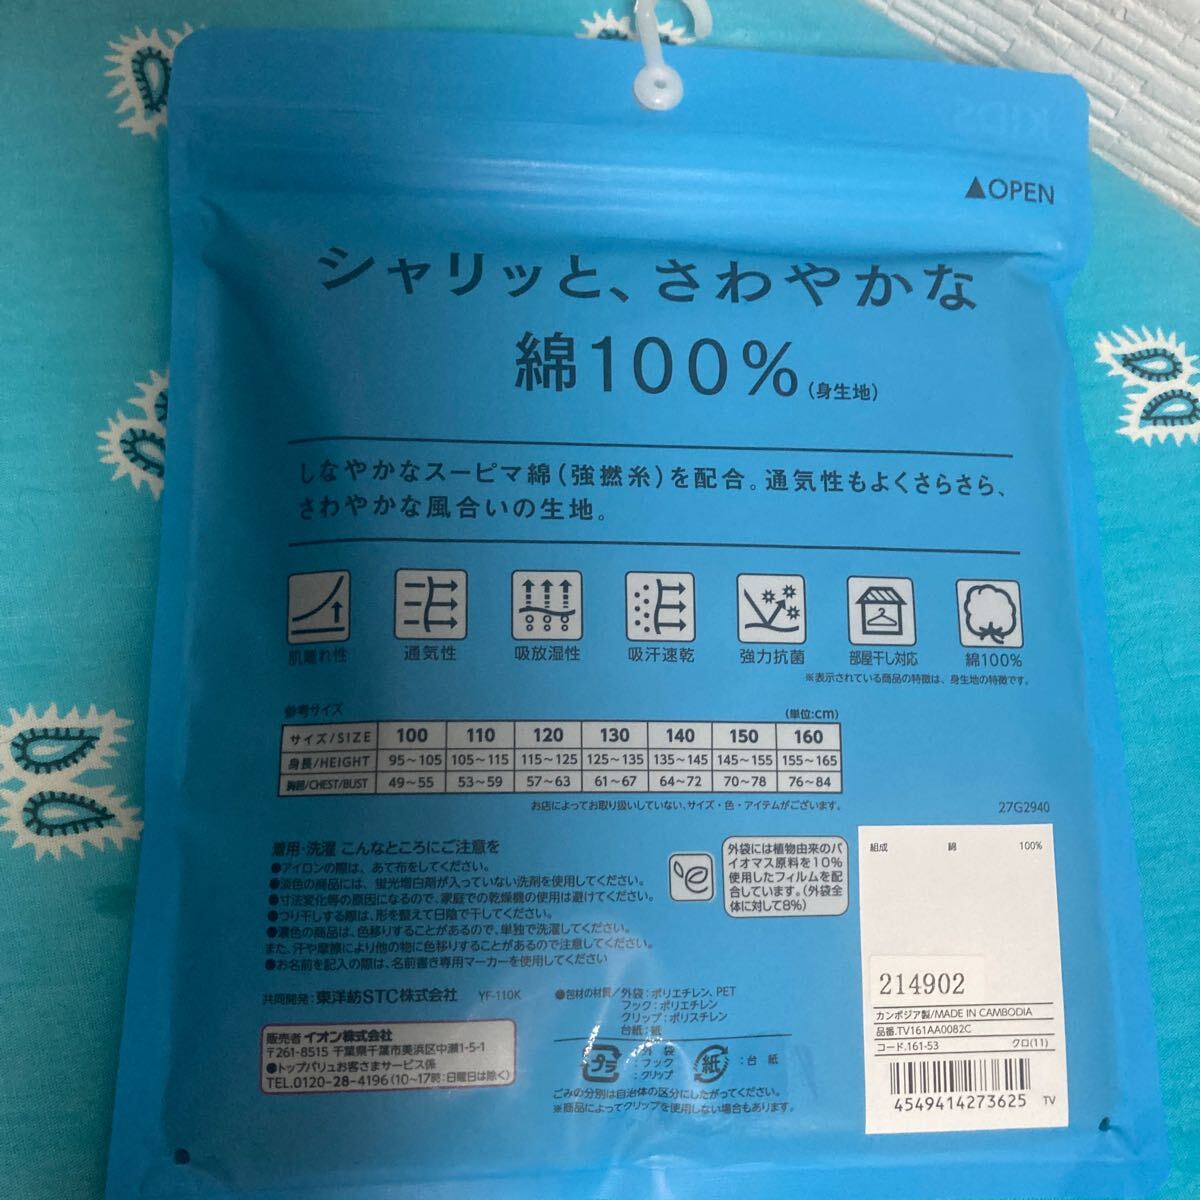 KIDS
▲OPEN
シャリッと、さわやかな
綿100%(身生地)
しなやかなスーピマ綿(強撚糸)を配合。通気性もよくさらさら、
さわやかな風合いの生地。
肌離れ性 通気性 吸放湿性 吸汗速乾 強力抗菌 部屋干し対応 綿100%
※表示されている商品の特徴は、身生地の特徴です。
参考サイズ (単位:cm)
サイズ/SIZE 100 110 120 130 140 150 160
身長/HEIGHT 95~105 105~115 115~125 125~135 135~145 145~155 155~165
胸囲/CHEST/BUST 49~55 53~59 57~63 61~67 64~72 70~78 76~84
お店によってお取り扱いしていない、サイズ・色・アイテムがございます。
27G2940
着用・洗濯 こんなところにご注意を
●アイロンの際は、あて布をしてください。
●淡色の商品には、蛍光増白剤が入っていない洗剤を使用してください。
●寸法変化等の原因になるので、家庭での乾燥機の使用は避けてください。
●つり干しする際は、形を整えて日陰で干してください。
●濃色の商品は、色移りすることがあるので、単独で洗濯してください。
また、汗や摩擦により他の物に色移りすることがあるので注意してください。
●お名前を記入の際は、名前書き専用マーカーを使用してください
外袋には植物由来のバ
イオマス原料を10%
使用したフィルムを配
合しています。(外袋全
体に対して8%)
共同開発:東洋紡STC株式会社 YF-110K
販売者 イオン株式会社
〒261-8515 千葉県千葉市美浜区中瀬1-5-1
●トップバリュお客さまサービス係
TEL.0120-28-4196(10~17時:日曜日は除く)
●包材の材質/外袋:ポリエチレン、PET
フック:ポリエチレン
クリップ:ポリスチレン
台紙:紙
プラ :外袋
:フック
:クリップ
紙 :台紙
ごみの分別は自治体の区分にしたがってください。
※商品によってクリップを使用しない場合もあります。
組成 綿 100%
214902
カンボジア製/MADE IN CAMBODIA
品番.TV161AA0082C
コード.161-53 クロ(11)
4549414273625 TV